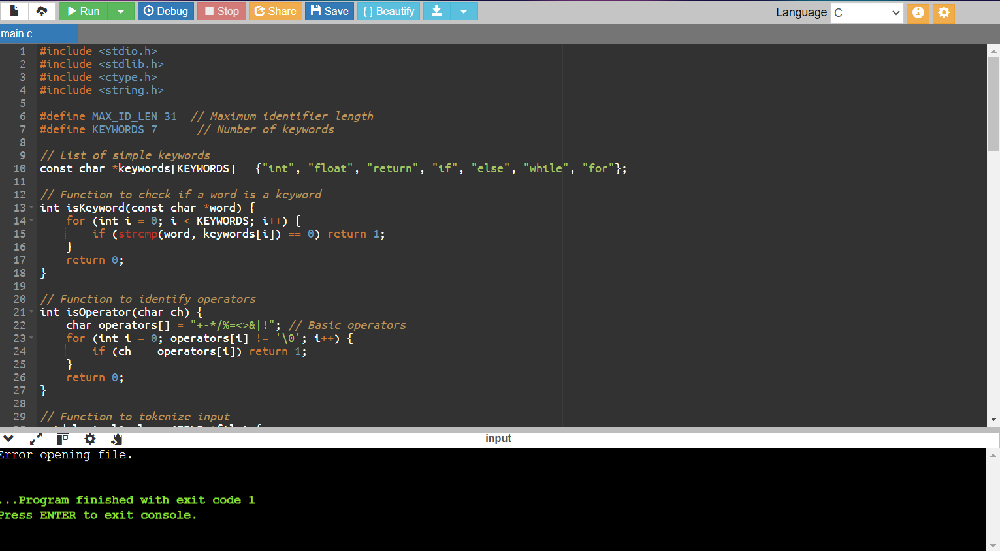 Run Debug Stop Share Save { } Beautify Language C
main.c
1 #include <stdio.h>
2 #include <stdlib.h>
3 #include <ctype.h>
4 #include <string.h>
5
6 #define MAX_ID_LEN 31  // Maximum identifier length
7 #define KEYWORDS 7      // Number of keywords
8
9 // List of simple keywords
10 const char *keywords[KEYWORDS] = {"int", "float", "return", "if", "else", "while", "for"};
11
12 // Function to check if a word is a keyword
13 int isKeyword(const char *word) {
14     for (int i = 0; i < KEYWORDS; i++) {
15         if (strcmp(word, keywords[i]) == 0) return 1;
16     }
17     return 0;
18 }
19
20 // Function to identify operators
21 int isOperator(char ch) {
22     char operators[] = "+-*/%=<>&|!"; // Basic operators
23     for (int i = 0; operators[i] != '\0'; i++) {
24         if (ch == operators[i]) return 1;
25     }
26     return 0;
27 }
28
29 // Function to tokenize input
input
Error opening file.
...Program finished with exit code 1
Press ENTER to exit console.